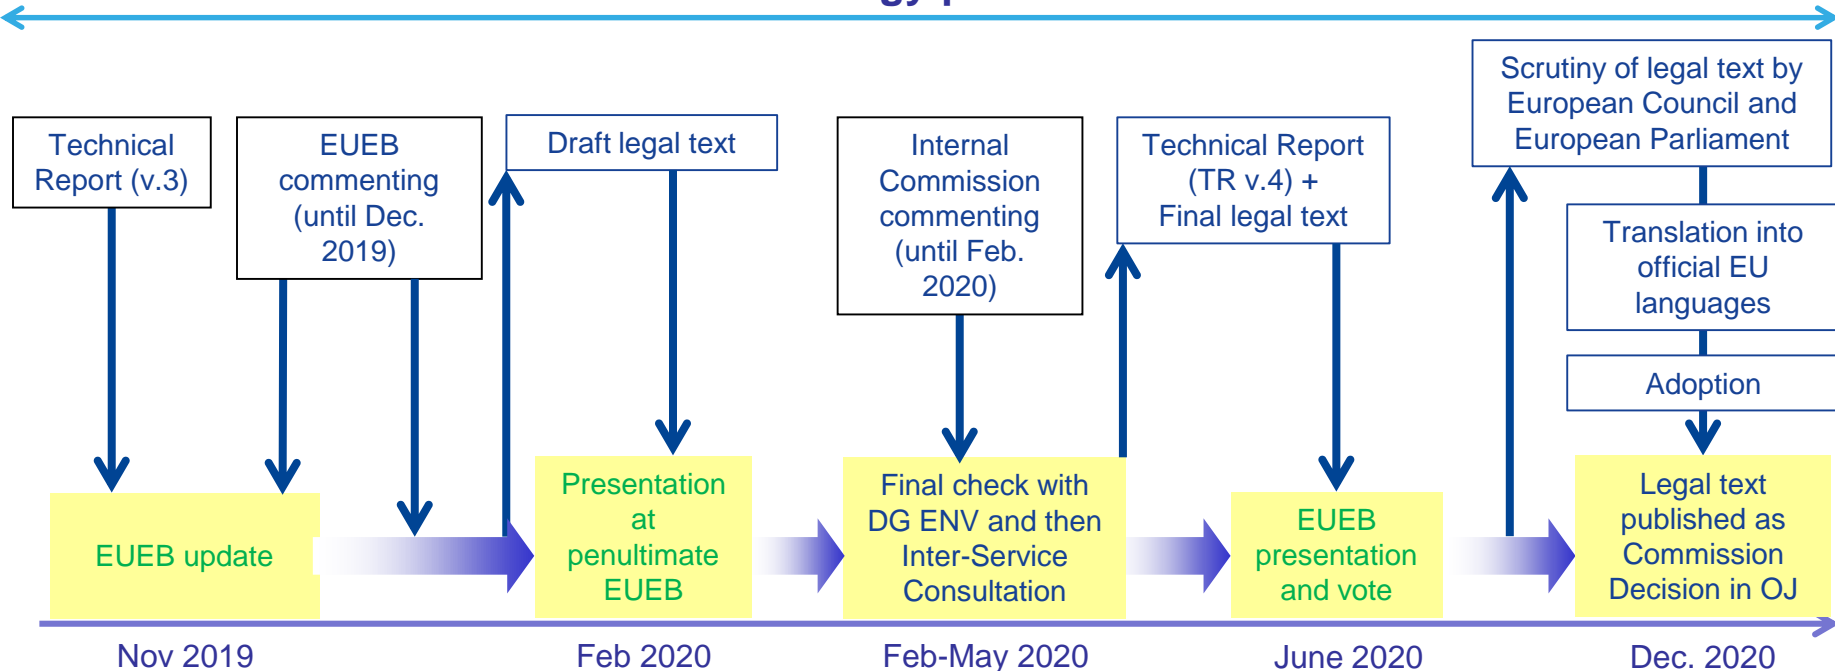 Technical
Report (v.3)
EUEB
commenting
(until Dec.
2019)
Draft legal text
Internal
Commission
commenting
(until Feb.
2020)
Technical Report
(TR v.4) +
Final legal text
Scrutiny of legal text by
European Council and
European Parliament
Translation into
official EU
languages
Adoption
EUEB update
Presentation
at
penultimate
EUEB
Final check with
DG ENV and then
Inter-Service
Consultation
EUEB
presentation
and vote
Legal text
published as
Commission
Decision in OJ
Nov 2019
Feb 2020
Feb-May 2020
June 2020
Dec. 2020